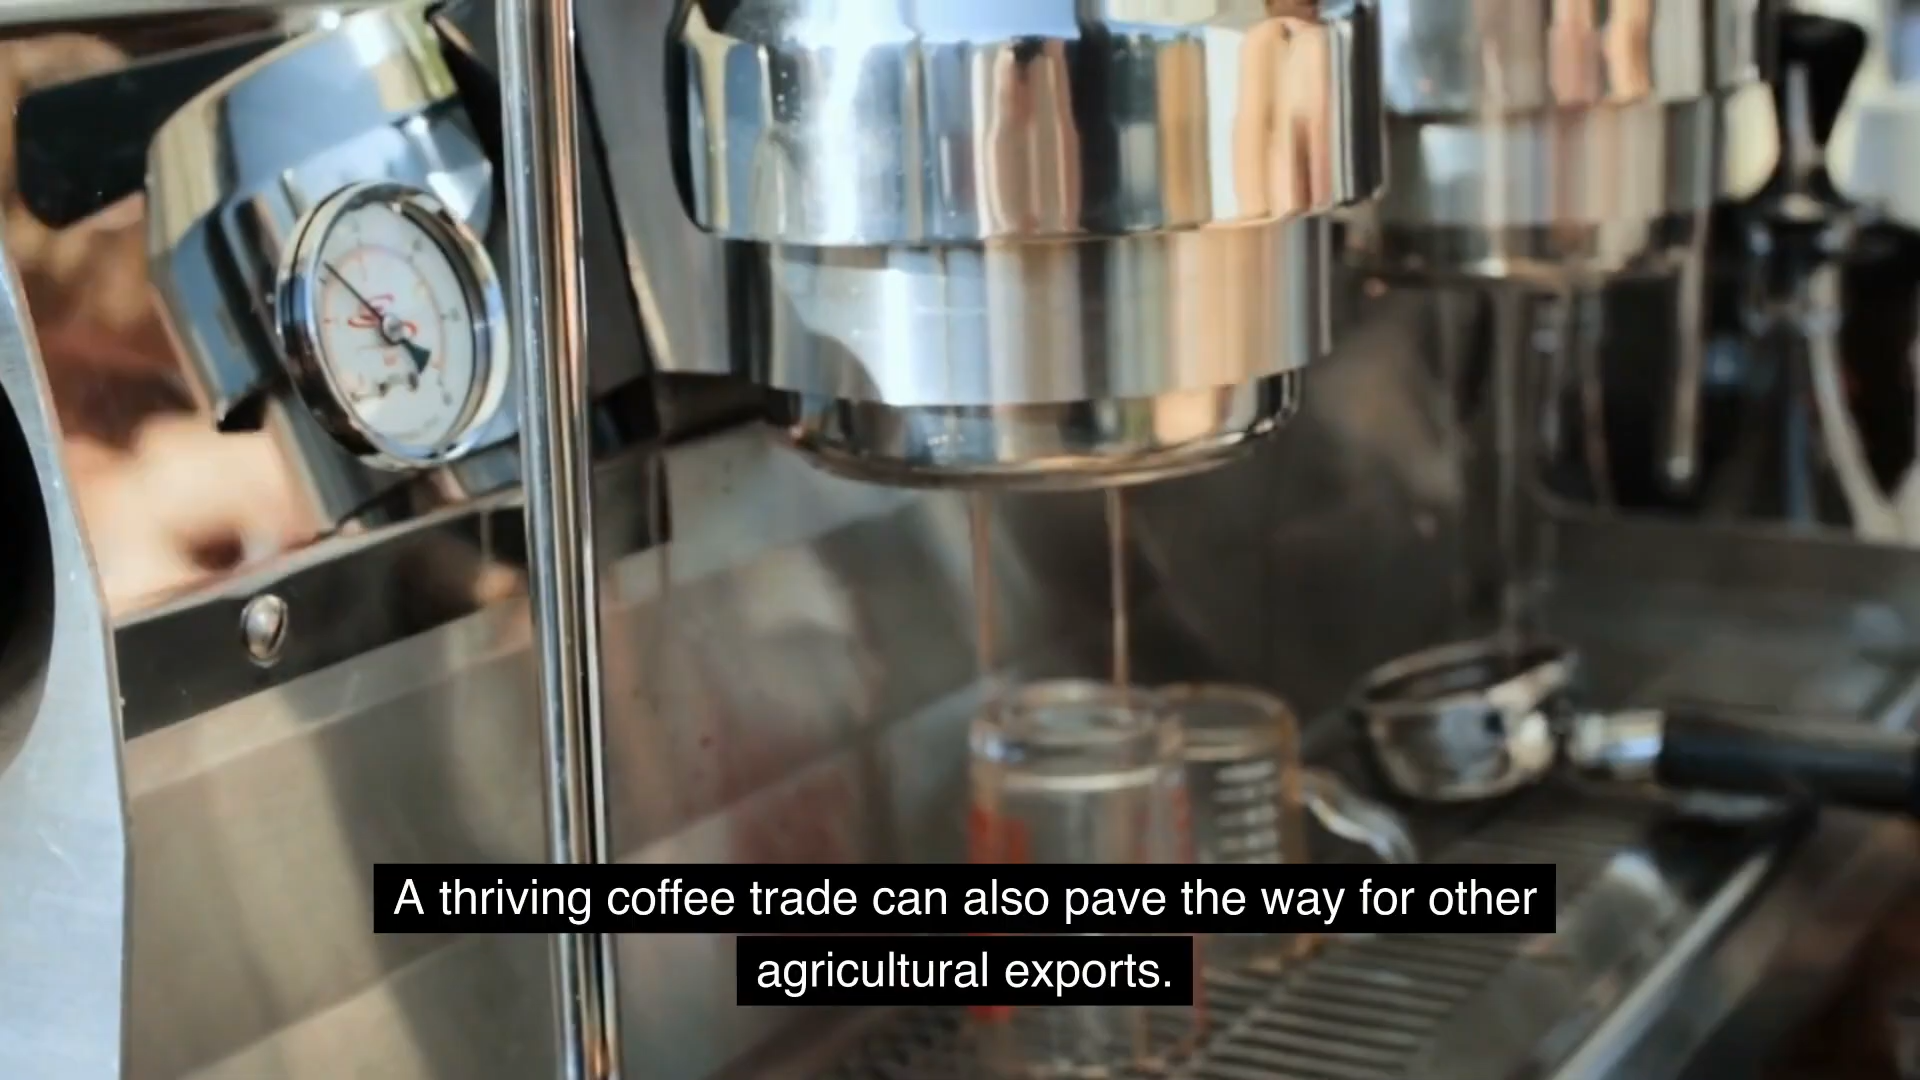 A thriving coffee trade can also pave the way for other
agricultural exports.